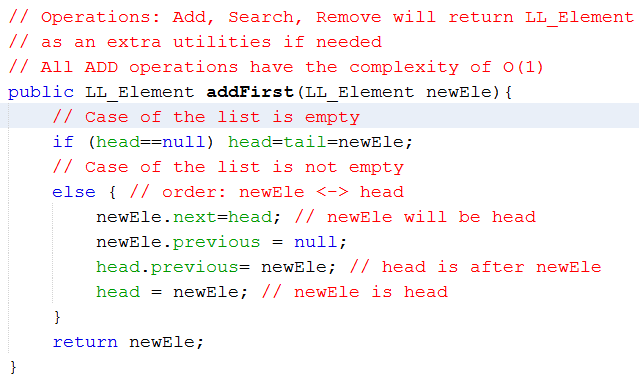 // Operations: Add, Search, Remove will return LL_Element
// as an extra utilities if needed
// All ADD operations have the complexity of O(1)
public LL_Element addFirst(LL_Element newEle){
    // Case of the list is empty
    if (head==null) head=tail=newEle;
    // Case of the list is not empty
    else { // order: newEle <-> head
        newEle.next=head; // newEle will be head
        newEle.previous = null;
        head.previous= newEle; // head is after newEle
        head = newEle; // newEle is head
    }
    return newEle;
}